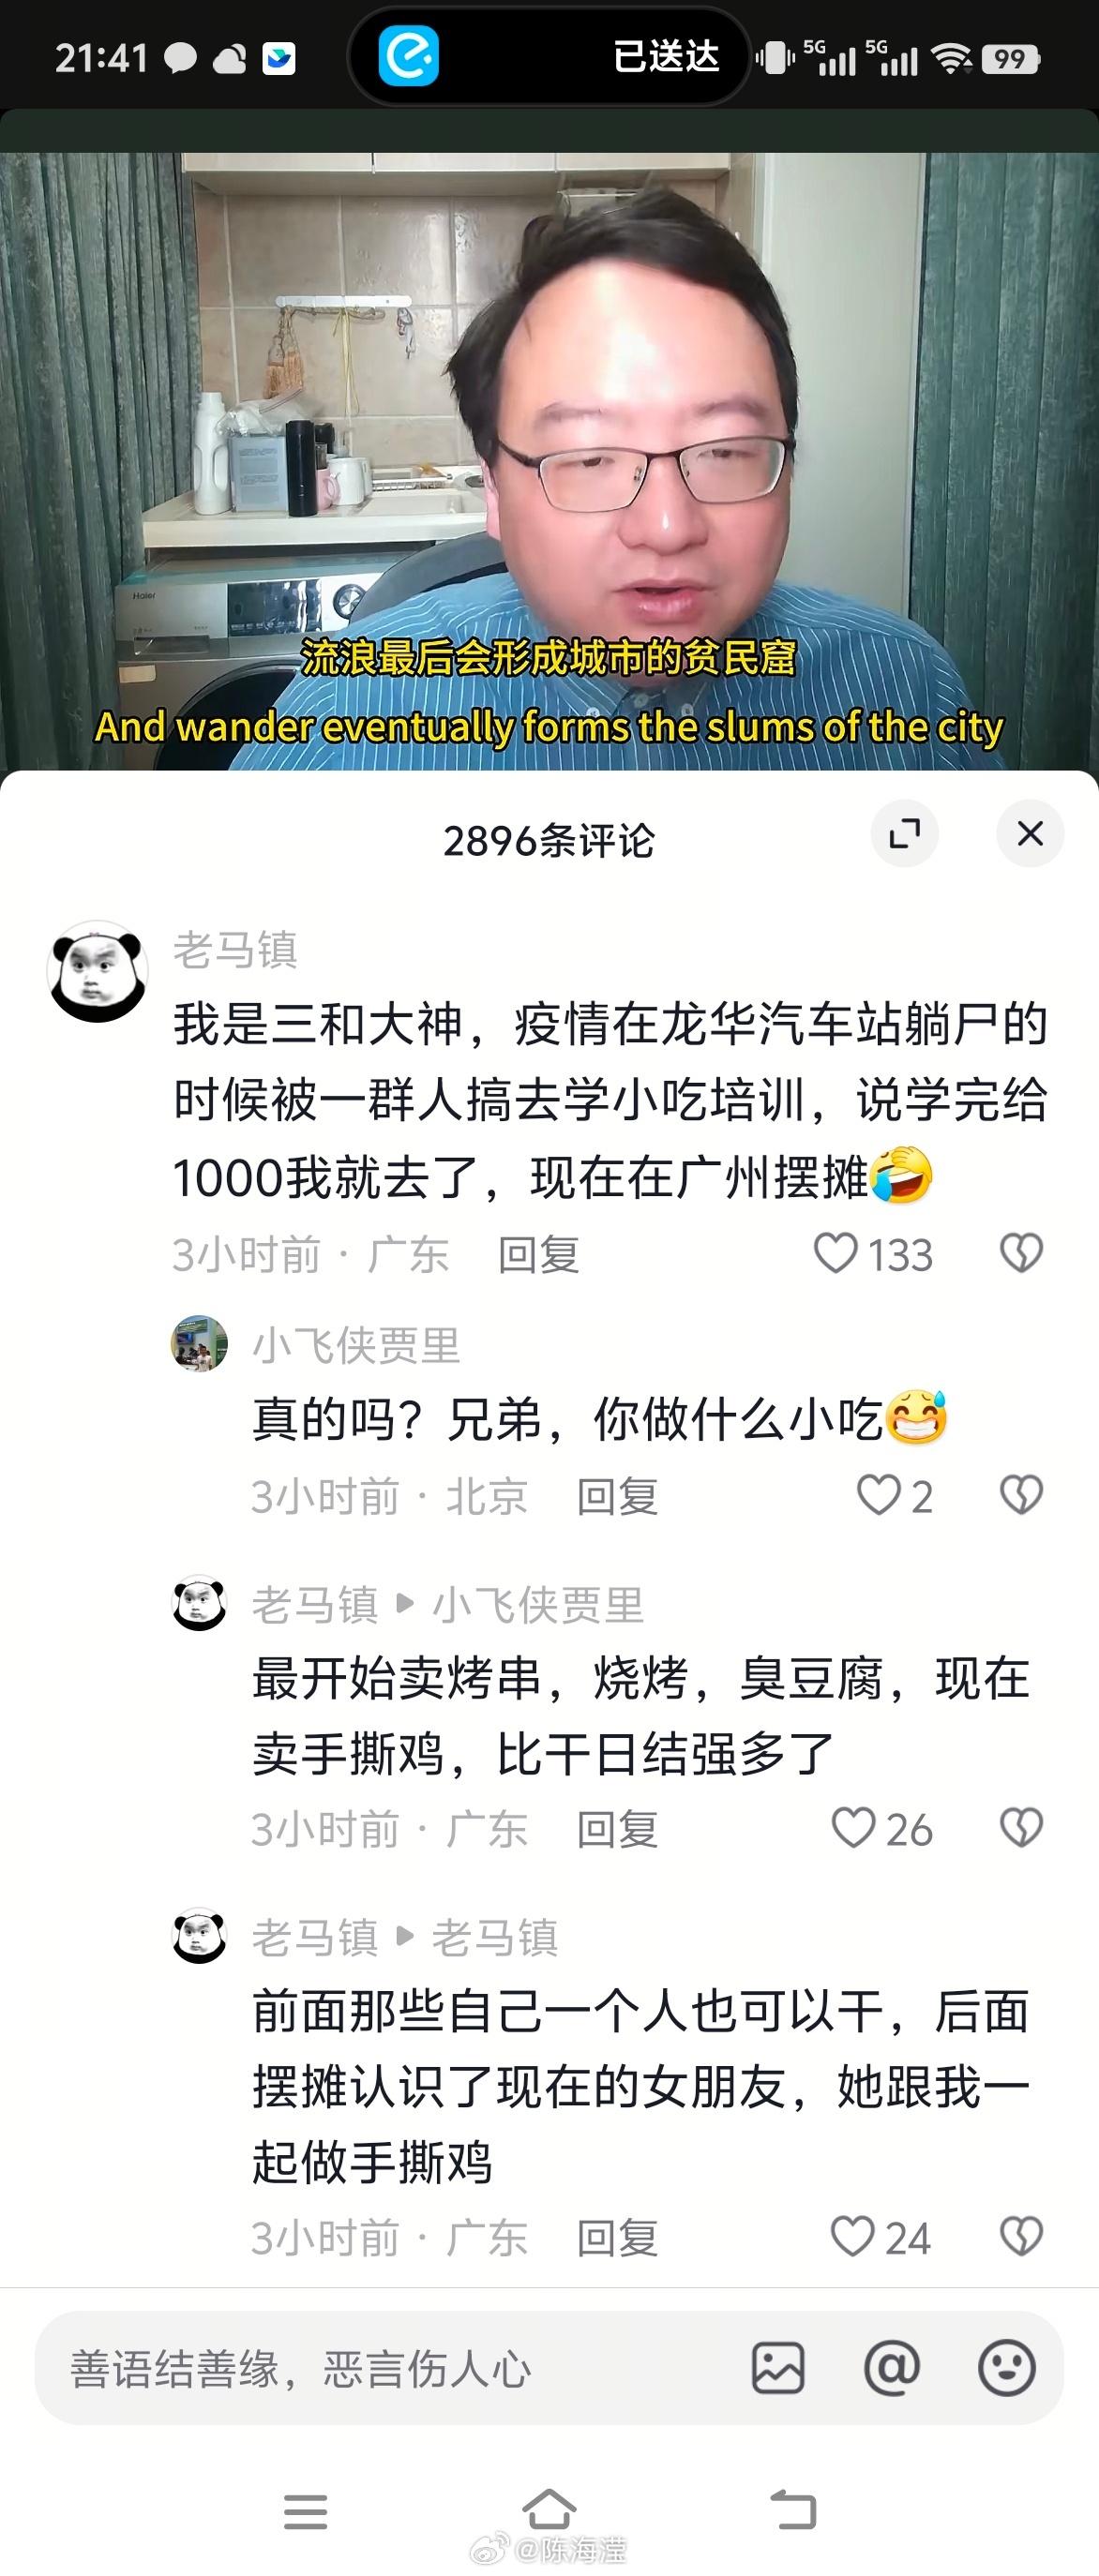 21:41
已送达
5G
5G
99
Haier
流浪最后会形成城市的贫民窟
And wander eventually forms the slums of the city
2896条评论
老马镇
我是三和大神，疫情在龙华汽车站躺尸的
时候被一群人搞去学小吃培训，说学完给
1000我就去了，现在在广州摆摊🤣
3小时前 · 广东 回复 133
小飞侠贾里
真的吗？兄弟，你做什么小吃😅
3小时前 · 北京 回复 2
老马镇 ▶ 小飞侠贾里
最开始卖烤串，烧烤，臭豆腐，现在
卖手撕鸡，比干日结强多了
3小时前 · 广东 回复 26
老马镇 ▶ 老马镇
前面那些自己一个人也可以干，后面
摆摊认识了现在的女朋友，她跟我一
起做手撕鸡
3小时前 · 广东 回复 24
善语结善缘，恶言伤人心
@陈海滢